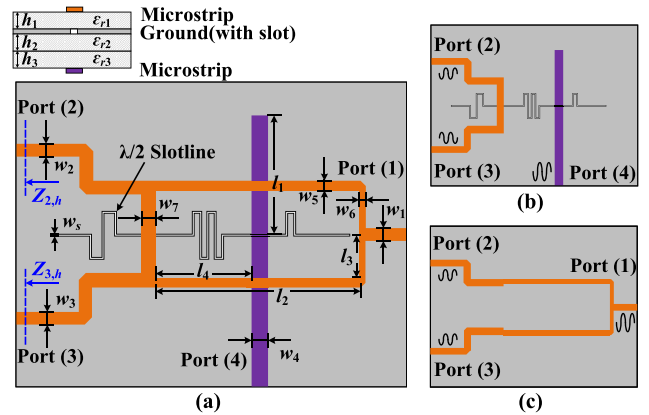 h1 εr1
h2 εr2
h3 εr3
Microstrip
Ground(with slot)
Microstrip
Port (2)
λ/2 Slotline
Port (1)
w2
Z2,h
ws
w7
l1
w5
w6
w1
l3
l4
l2
Z3,h
w3
Port (3)
Port (4)
w4
(a)
Port (2)
Port (3)
Port (4)
(b)
Port (2)
Port (1)
Port (3)
(c)